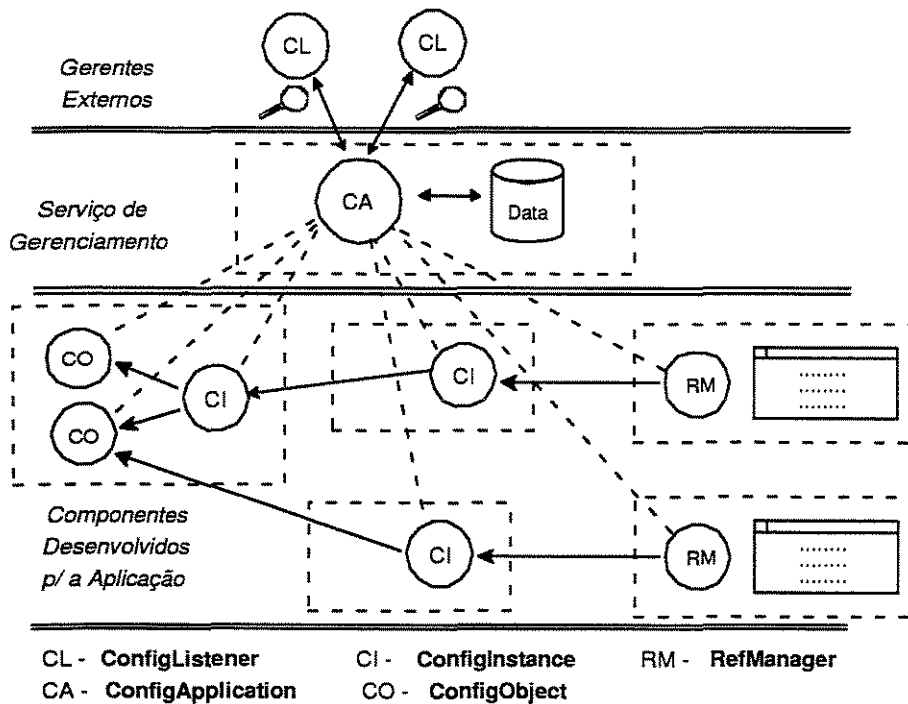 CL
CL
Gerentes
Externos
CA
Data
Serviço de
Gerenciamento
CO
CI
CI
RM
CO
Componentes
Desenvolvidos
p/ a Aplicação
CI
RM
CL - ConfigListener
CI - ConfigInstance
RM - RefManager
CA - ConfigApplication
CO - ConfigObject